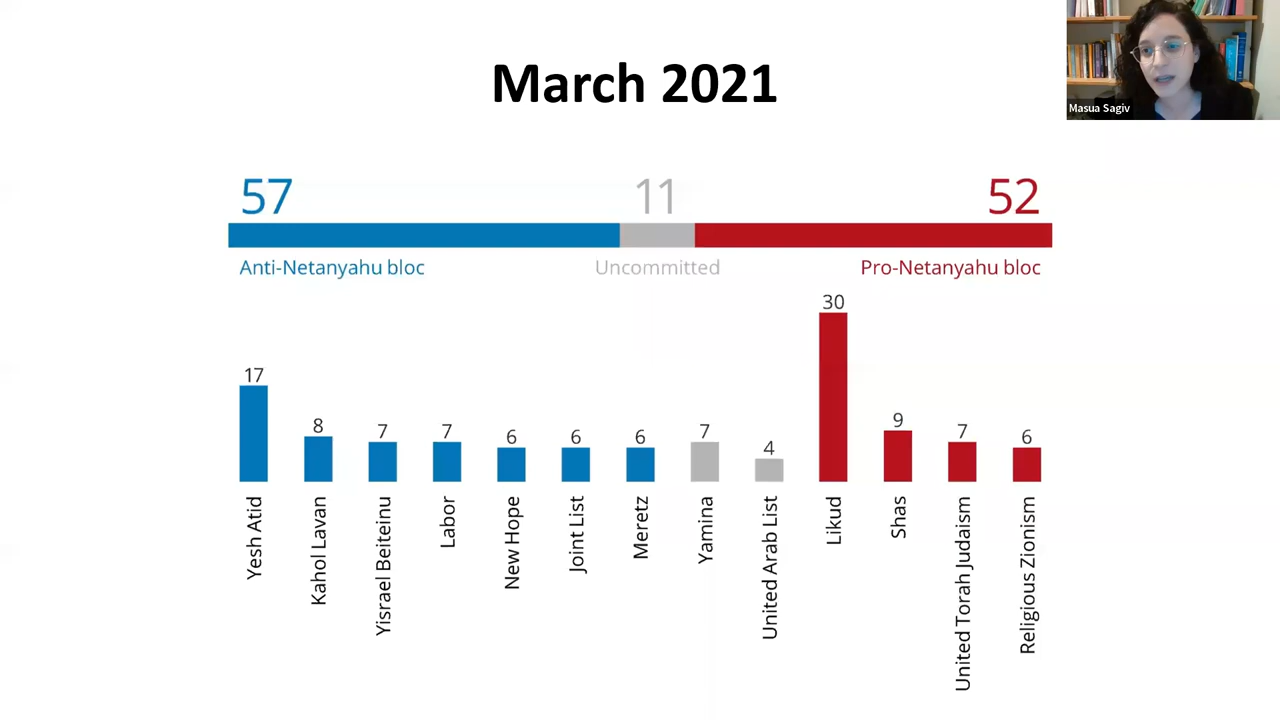 March 2021
Masua Sagiv
57
11
52
Anti-Netanyahu bloc
Uncommitted
Pro-Netanyahu bloc
17
8
7
7
6
6
6
7
4
30
9
7
6
Yesh Atid
Kahol Lavan
Yisrael Beiteinu
Labor
New Hope
Joint List
Meretz
Yamina
United Arab List
Likud
Shas
United Torah Judaism
Religious Zionism